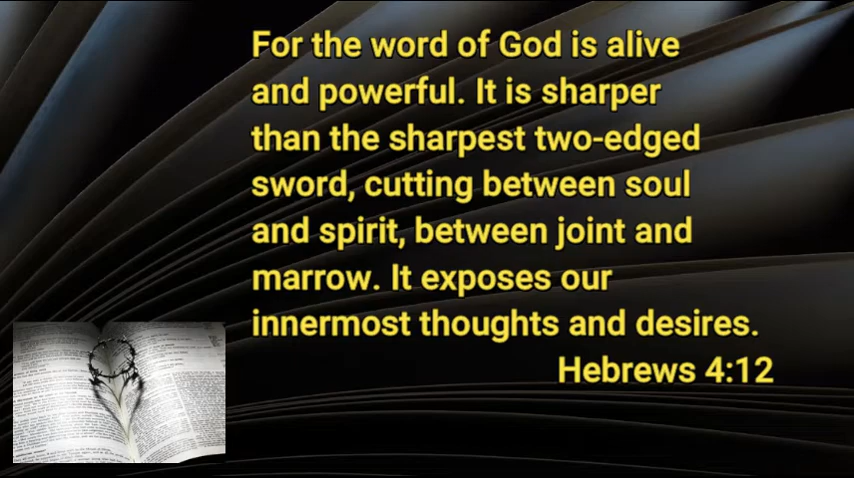 For the word of God is alive
and powerful. It is sharper
than the sharpest two-edged
sword, cutting between soul
and spirit, between joint and
marrow. It exposes our
innermost thoughts and desires.
Hebrews 4:12